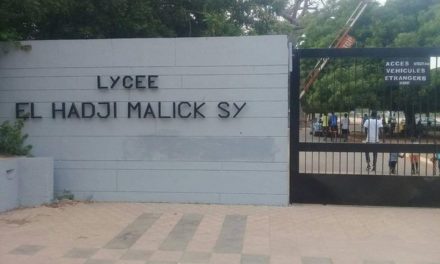 LYCEE
EL HADJI MALICK SY
ACCES
VEHICULES
ETRANGERS